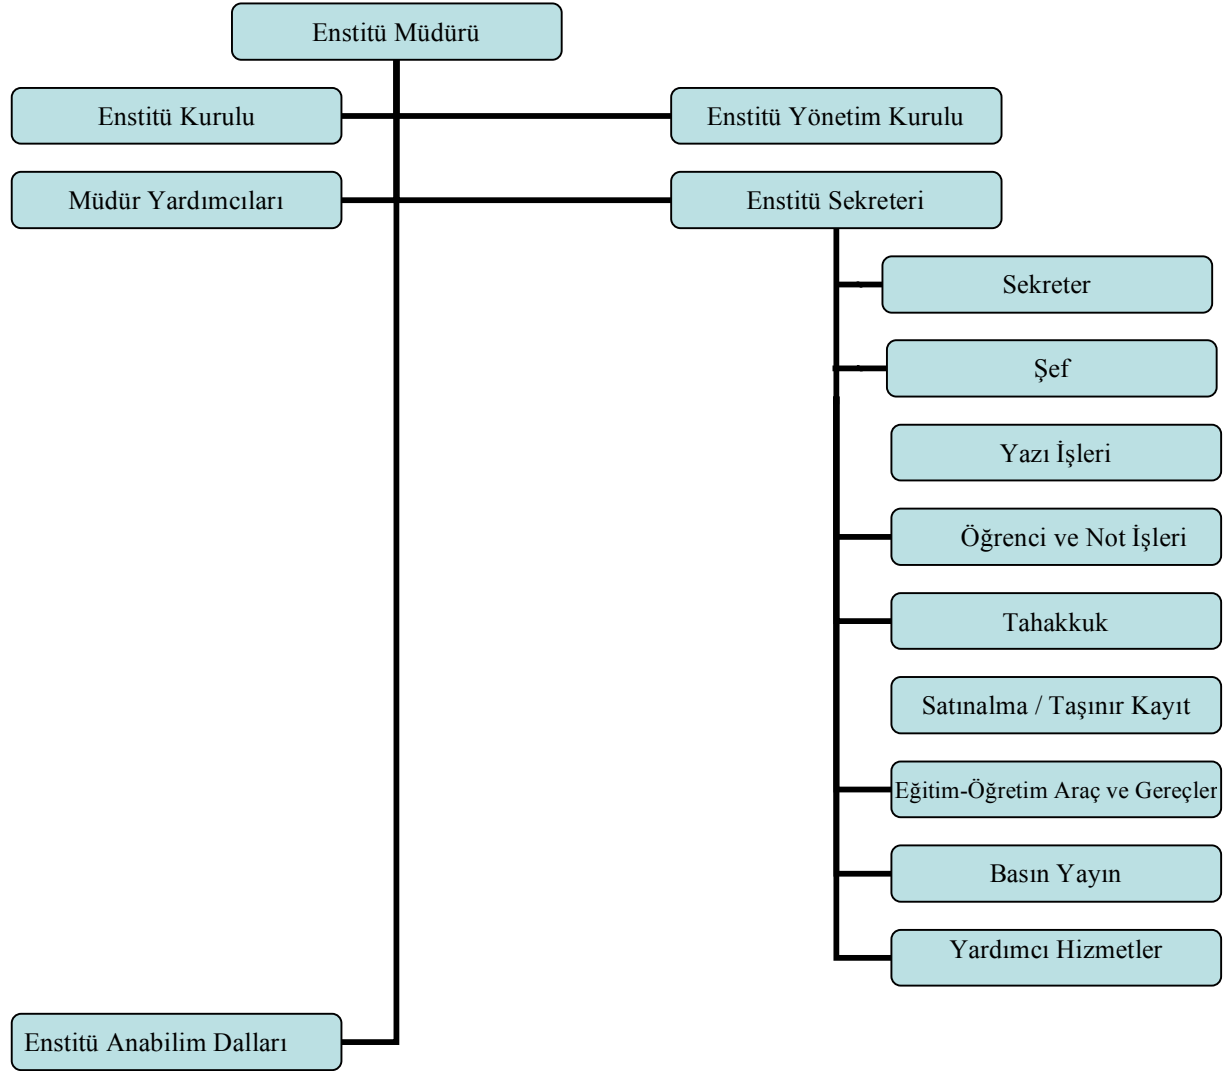 Enstitü Müdürü
Enstitü Kurulu
Enstitü Yönetim Kurulu
Müdür Yardımcıları
Enstitü Sekreteri
Sekreter
Şef
Yazı İşleri
Öğrenci ve Not İşleri
Tahakkuk
Satınalma / Taşınır Kayıt
Eğitim-Öğretim Araç ve Gereçler
Basın Yayın
Yardımcı Hizmetler
Enstitü Anabilim Dalları